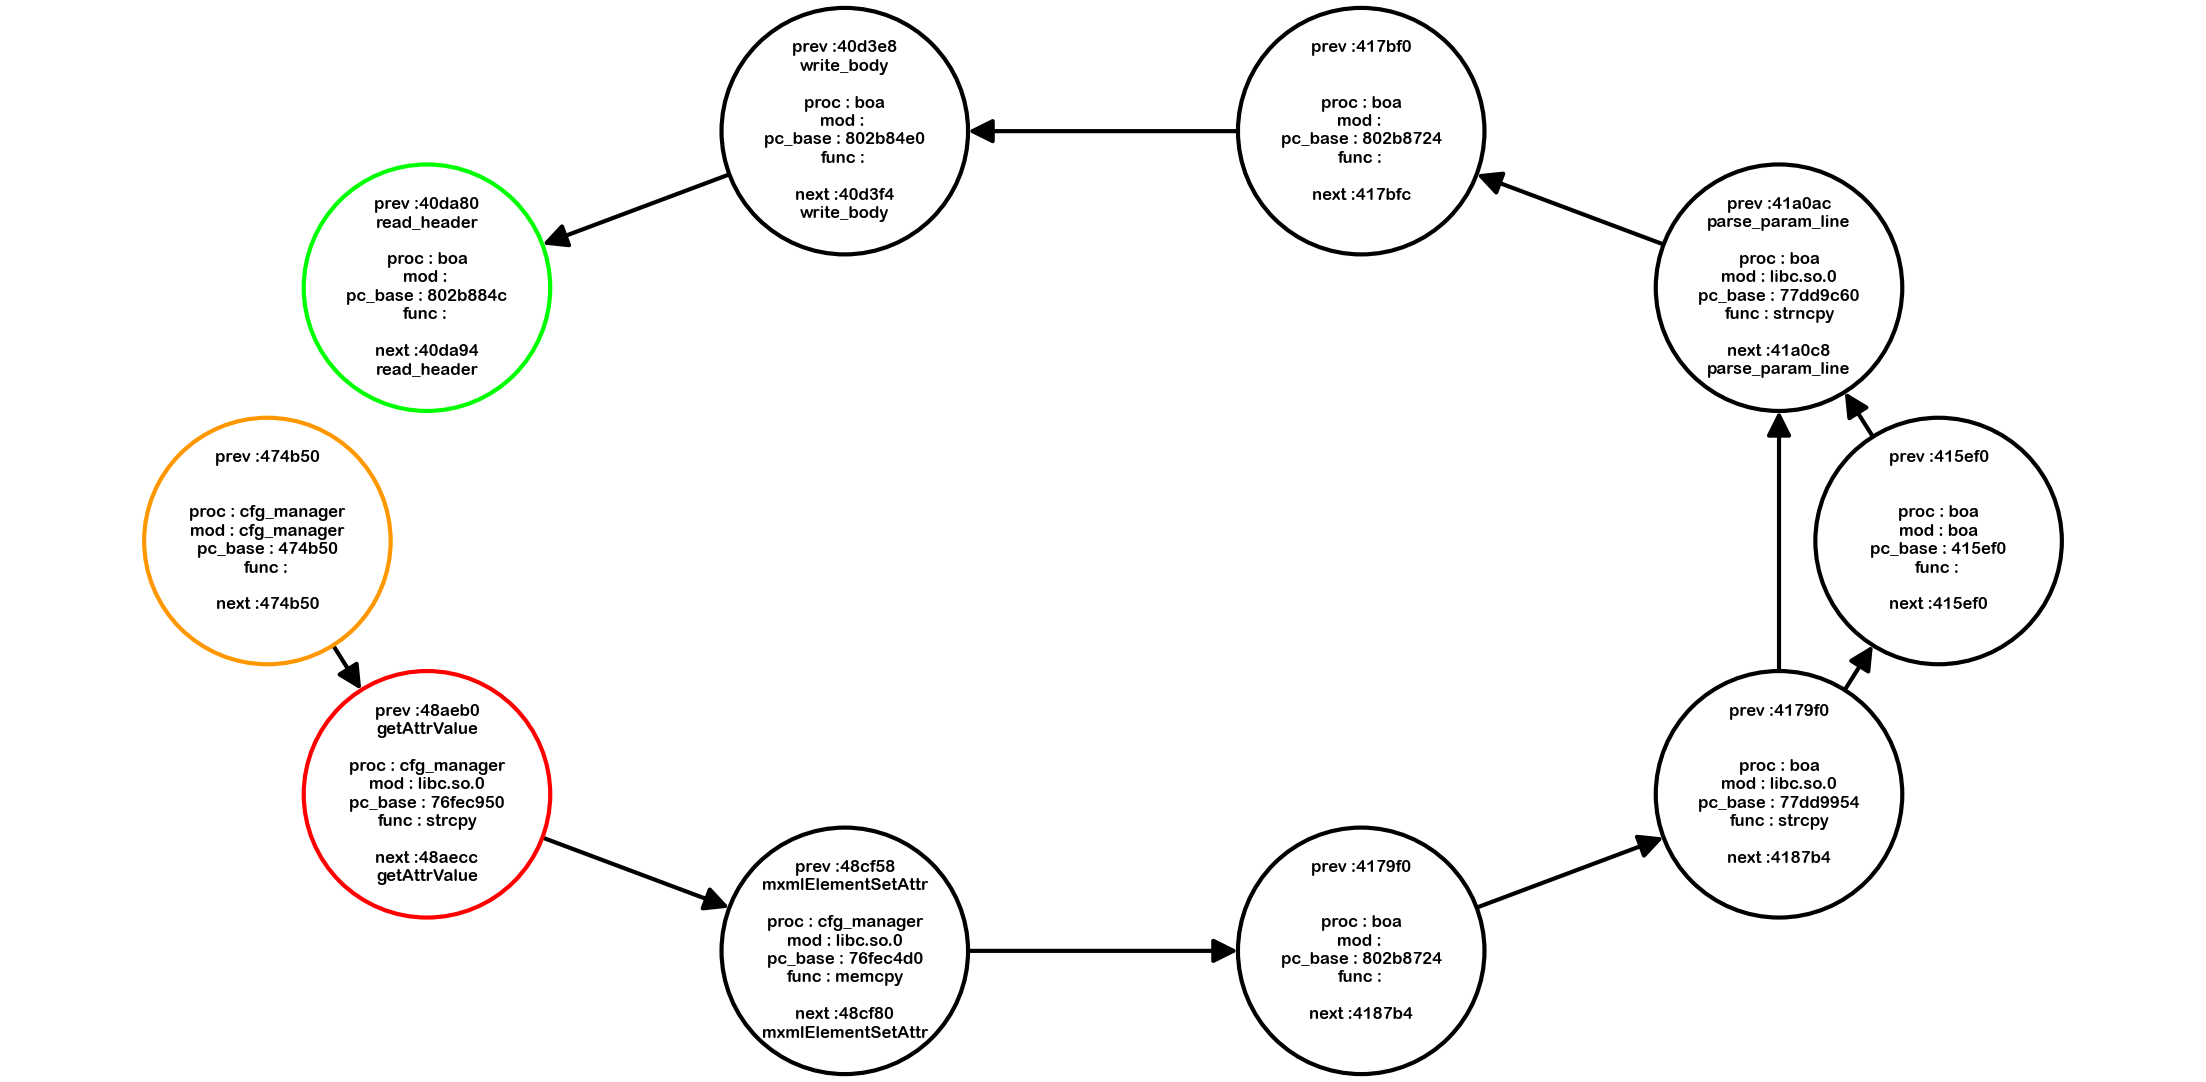 prev :40d3e8
write_body
proc : boa
mod :
pc_base : 802b84e0
func :
next :40d3f4
write_body
prev :417bf0
proc : boa
mod :
pc_base : 802b8724
func :
next :417bfc
prev :40da80
read_header
proc : boa
mod :
pc_base : 802b884c
func :
next :40da94
read_header
prev :41a0ac
parse_param_line
proc : boa
mod : libc.so.0
pc_base : 77dd9c60
func : strncpy
next :41a0c8
parse_param_line
prev :474b50
proc : cfg_manager
mod : cfg_manager
pc_base : 474b50
func :
next :474b50
prev :415ef0
proc : boa
mod : boa
pc_base : 415ef0
func :
next :415ef0
prev :48aeb0
getAttrValue
proc : cfg_manager
mod : libc.so.0
pc_base : 76fec950
func : strcpy
next :48aecc
getAttrValue
prev :4179f0
proc : boa
mod : libc.so.0
pc_base : 77dd9954
func : strcpy
next :4187b4
prev :48cf58
mxmlElementSetAttr
proc : cfg_manager
mod : libc.so.0
pc_base : 76fec4d0
func : memcpy
next :48cf80
mxmlElementSetAttr
prev :4179f0
proc : boa
mod :
pc_base : 802b8724
func :
next :4187b4